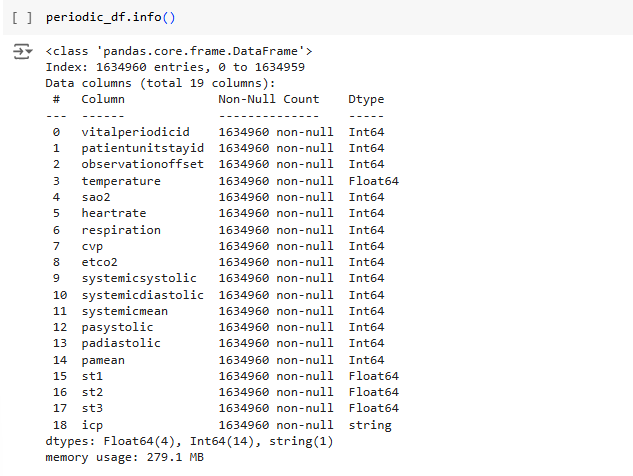 [ ] periodic_df.info()
<class 'pandas.core.frame.DataFrame'>
Index: 1634960 entries, 0 to 1634959
Data columns (total 19 columns):
 #   Column              Non-Null Count    Dtype
---  ------              --------------    -----
 0   vitalperiodicid     1634960 non-null  Int64
 1   patientunitstayid   1634960 non-null  Int64
 2   observationoffset   1634960 non-null  Int64
 3   temperature         1634960 non-null  Float64
 4   sao2                1634960 non-null  Int64
 5   heartrate           1634960 non-null  Int64
 6   respiration         1634960 non-null  Int64
 7   cvp                 1634960 non-null  Int64
 8   etco2               1634960 non-null  Int64
 9   systemicsystolic    1634960 non-null  Int64
 10  systemicdiastolic   1634960 non-null  Int64
 11  systemicmean        1634960 non-null  Int64
 12  pasystolic          1634960 non-null  Int64
 13  padiastolic         1634960 non-null  Int64
 14  pamean              1634960 non-null  Int64
 15  st1                 1634960 non-null  Float64
 16  st2                 1634960 non-null  Float64
 17  st3                 1634960 non-null  Float64
 18  icp                 1634960 non-null  string
dtypes: Float64(4), Int64(14), string(1)
memory usage: 279.1 MB